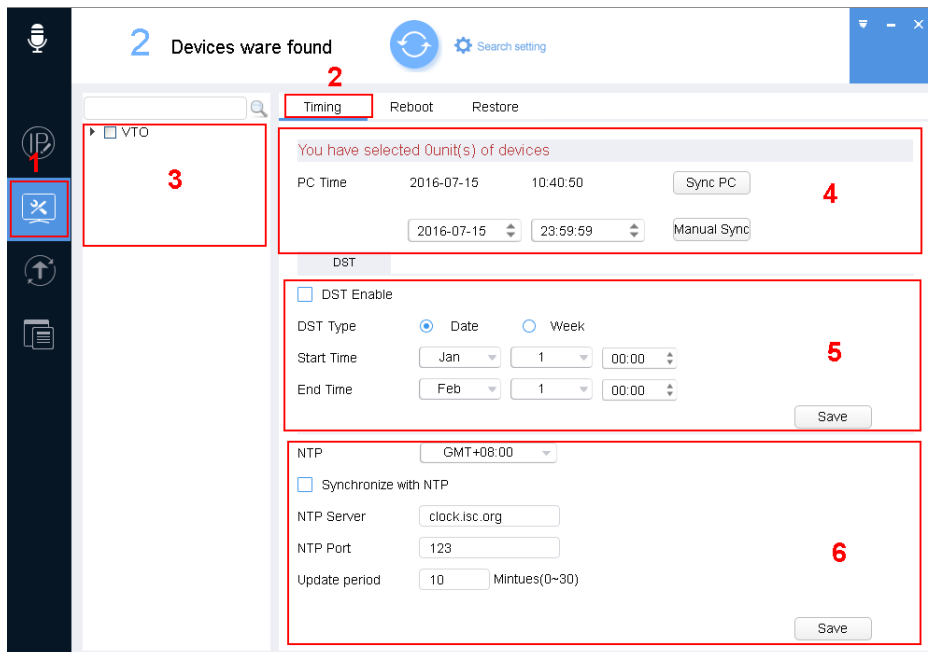 2 Devices ware found
Search setting
2
Timing Reboot Restore
VTO
IP
1
3
You have selected 0unit(s) of devices
PC Time 2016-07-15 10:40:50 Sync PC
4
2016-07-15 23:59:59 Manual Sync
DST
DST Enable
DST Type Date Week
5
Start Time Jan 1 00:00
End Time Feb 1 00:00
Save
NTP GMT+08:00
Synchronize with NTP
NTP Server clock.isc.org
NTP Port 123
6
Update period 10 Mintues(0~30)
Save